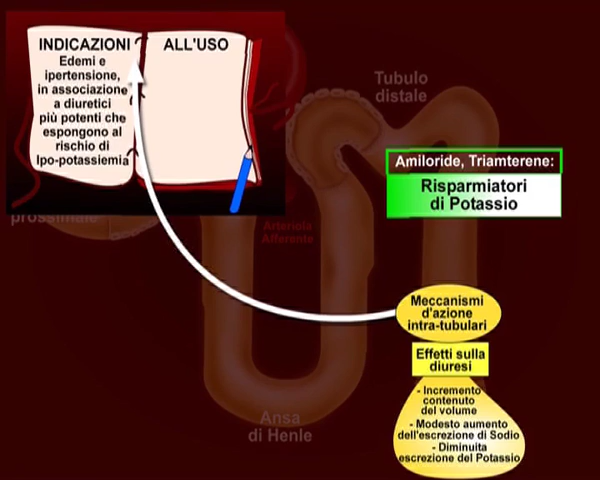 INDICAZIONI
Edemi e
ipertensione,
in associazione
a diuretici
più potenti che
espongono al
rischio di
Ipo-potassiemia
ALL'USO
Tubulo
distale
Amiloride, Triamterene:
Risparmiatori
di Potassio
prossimale
Arteriola
Afferente
Meccanismi
d'azione
intra-tubulari
Effetti sulla
diuresi
- Incremento
contenuto
del volume
- Modesto aumento
dell'escrezione di Sodio
- Diminuita
escrezione del Potassio
Ansa
di Henle